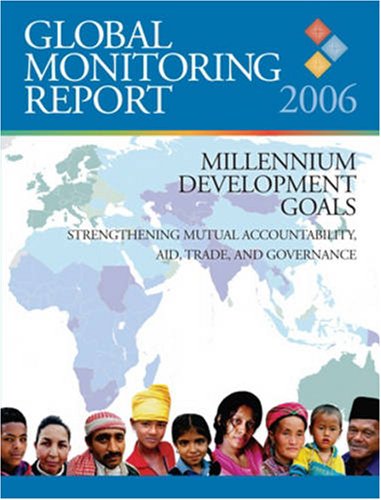 GLOBAL
MONITORING
REPORT
2006
MILLENNIUM
DEVELOPMENT
GOALS
STRENGTHENING MUTUAL ACCOUNTABILITY,
AID, TRADE, AND GOVERNANCE